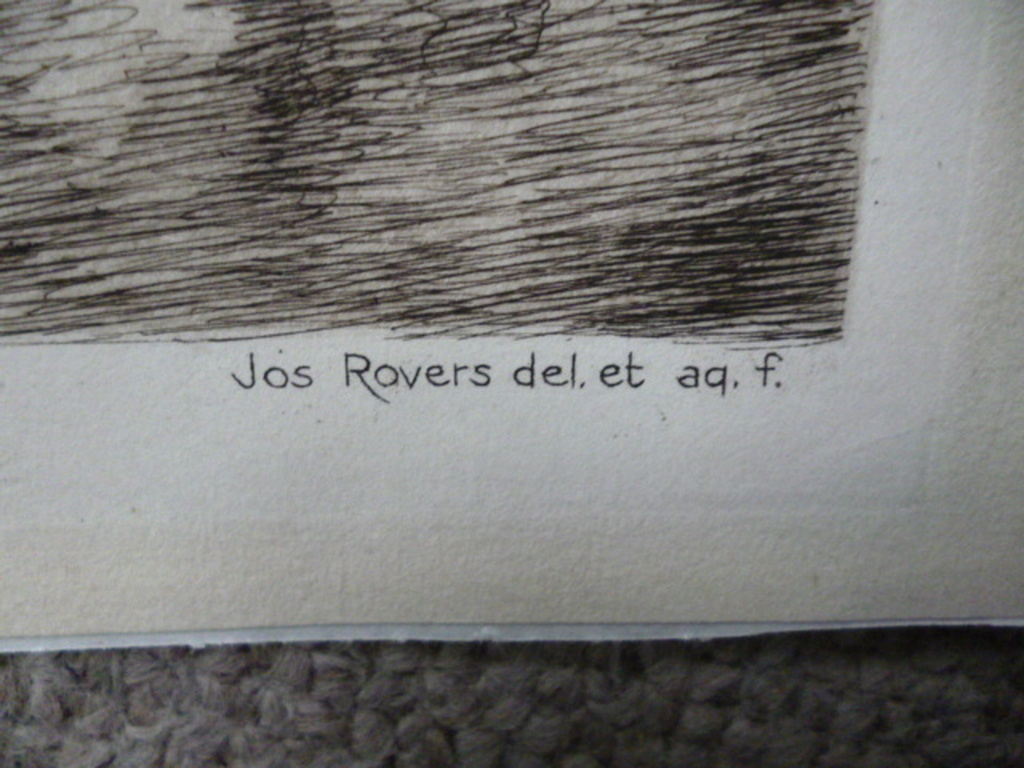 Jos Rovers del. et aq. f.